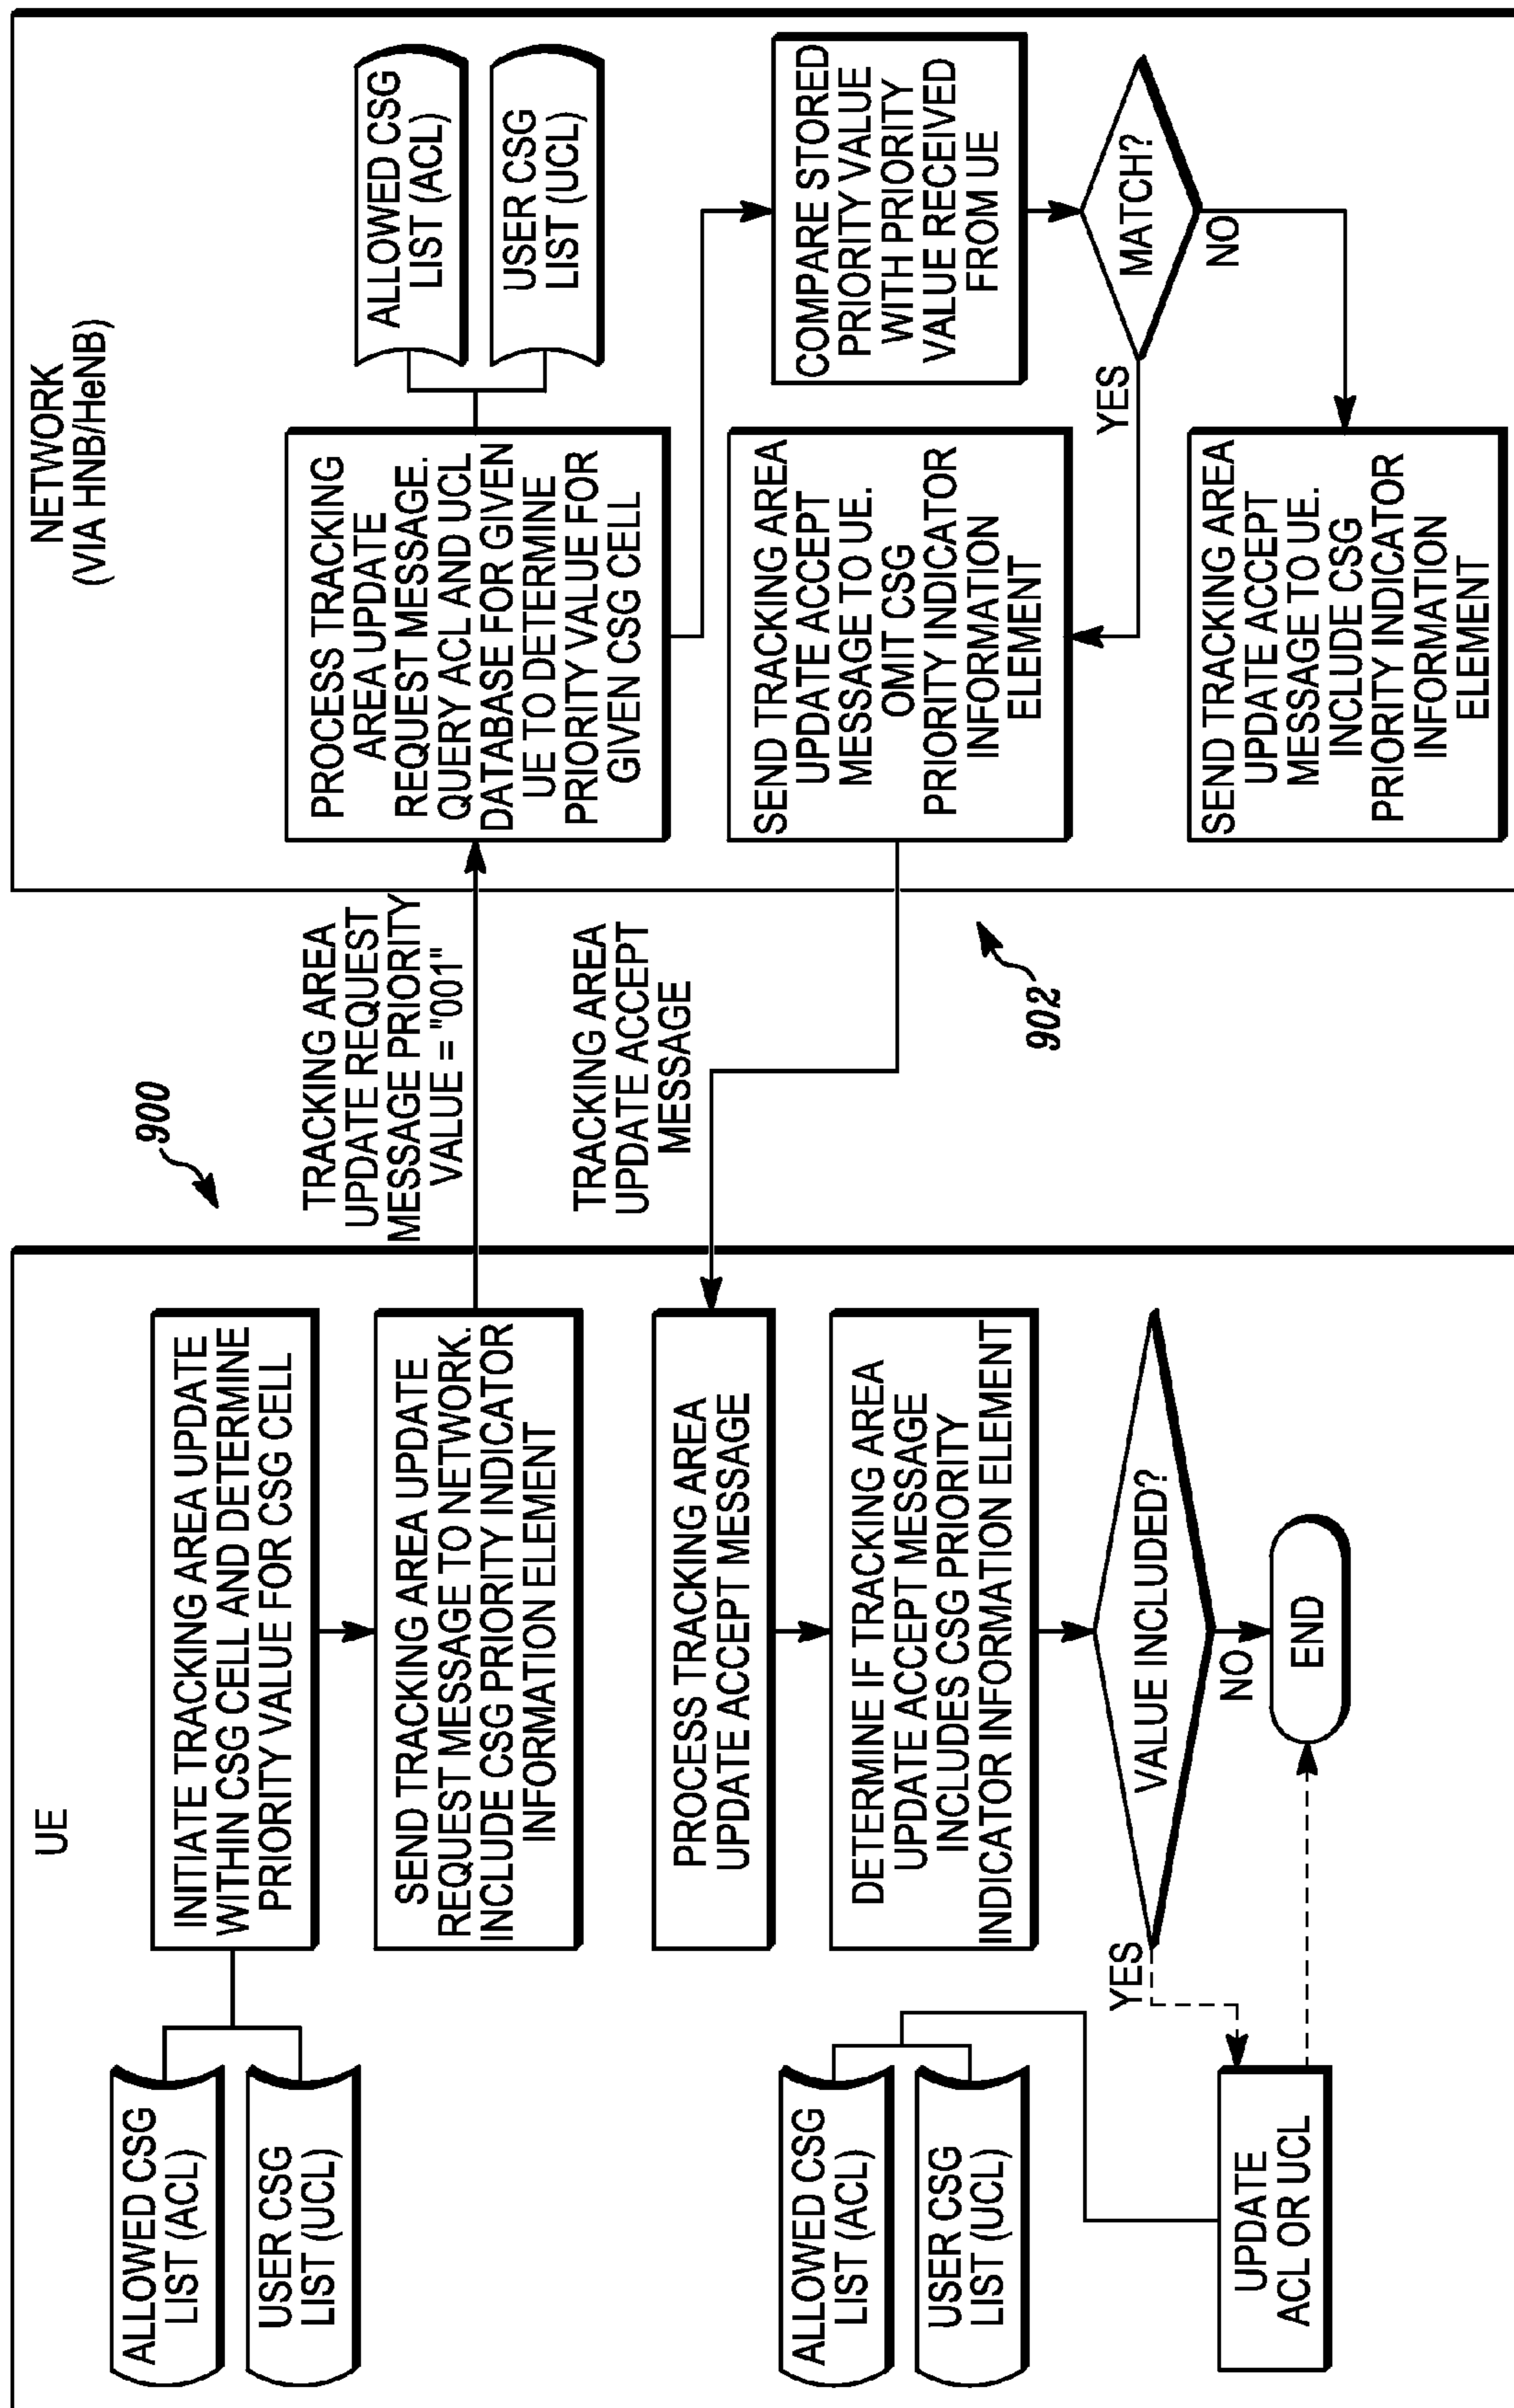 UE
ALLOWED CSG
LIST (ACL)
USER CSG
LIST (UCL)
INITIATE TRACKING AREA UPDATE
WITHIN CSG CELL AND DETERMINE
PRIORITY VALUE FOR CSG CELL
SEND TRACKING AREA UPDATE
REQUEST MESSAGE TO NETWORK.
INCLUDE CSG PRIORITY INDICATOR
INFORMATION ELEMENT
PROCESS TRACKING AREA
UPDATE ACCEPT MESSAGE
DETERMINE IF TRACKING AREA
UPDATE ACCEPT MESSAGE
INCLUDES CSG PRIORITY
INDICATOR INFORMATION ELEMENT
ALLOWED CSG
LIST (ACL)
USER CSG
LIST (UCL)
VALUE INCLUDED?
YES
NO
UPDATE
ACL OR UCL
END
900
TRACKING AREA
UPDATE REQUEST
MESSAGE PRIORITY
VALUE = "001"
TRACKING AREA
UPDATE ACCEPT
MESSAGE
902
NETWORK
(VIA HNB/HeNB)
PROCESS TRACKING
AREA UPDATE
REQUEST MESSAGE.
QUERY ACL AND UCL
DATABASE FOR GIVEN
UE TO DETERMINE
PRIORITY VALUE FOR
GIVEN CSG CELL
ALLOWED CSG
LIST (ACL)
USER CSG
LIST (UCL)
COMPARE STORED
PRIORITY VALUE
WITH PRIORITY
VALUE RECEIVED
FROM UE
MATCH?
YES
NO
SEND TRACKING AREA
UPDATE ACCEPT
MESSAGE TO UE.
OMIT CSG
PRIORITY INDICATOR
INFORMATION
ELEMENT
SEND TRACKING AREA
UPDATE ACCEPT
MESSAGE TO UE.
INCLUDE CSG
PRIORITY INDICATOR
INFORMATION
ELEMENT